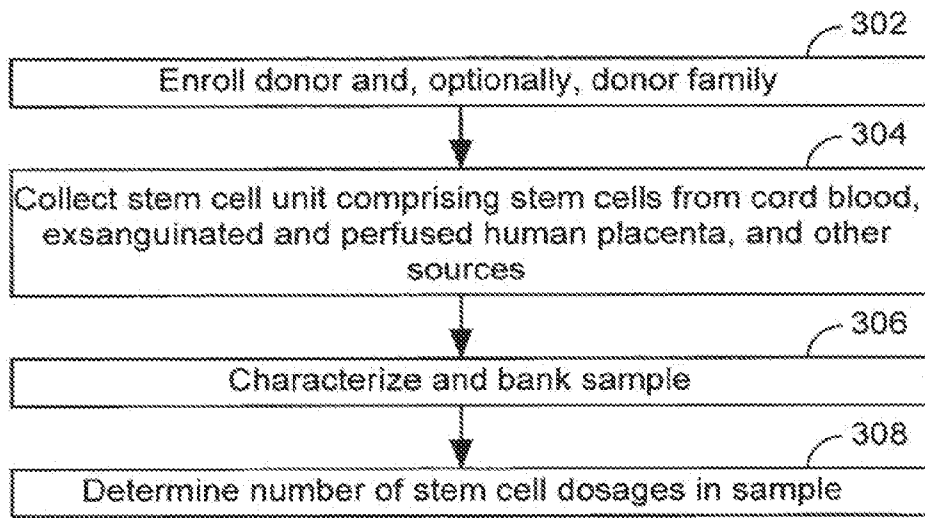 302
Enroll donor and, optionally, donor family
304
Collect stem cell unit comprising stem cells from cord blood,
exsanguinated and perfused human placenta, and other
sources
306
Characterize and bank sample
308
Determine number of stem cell dosages in sample